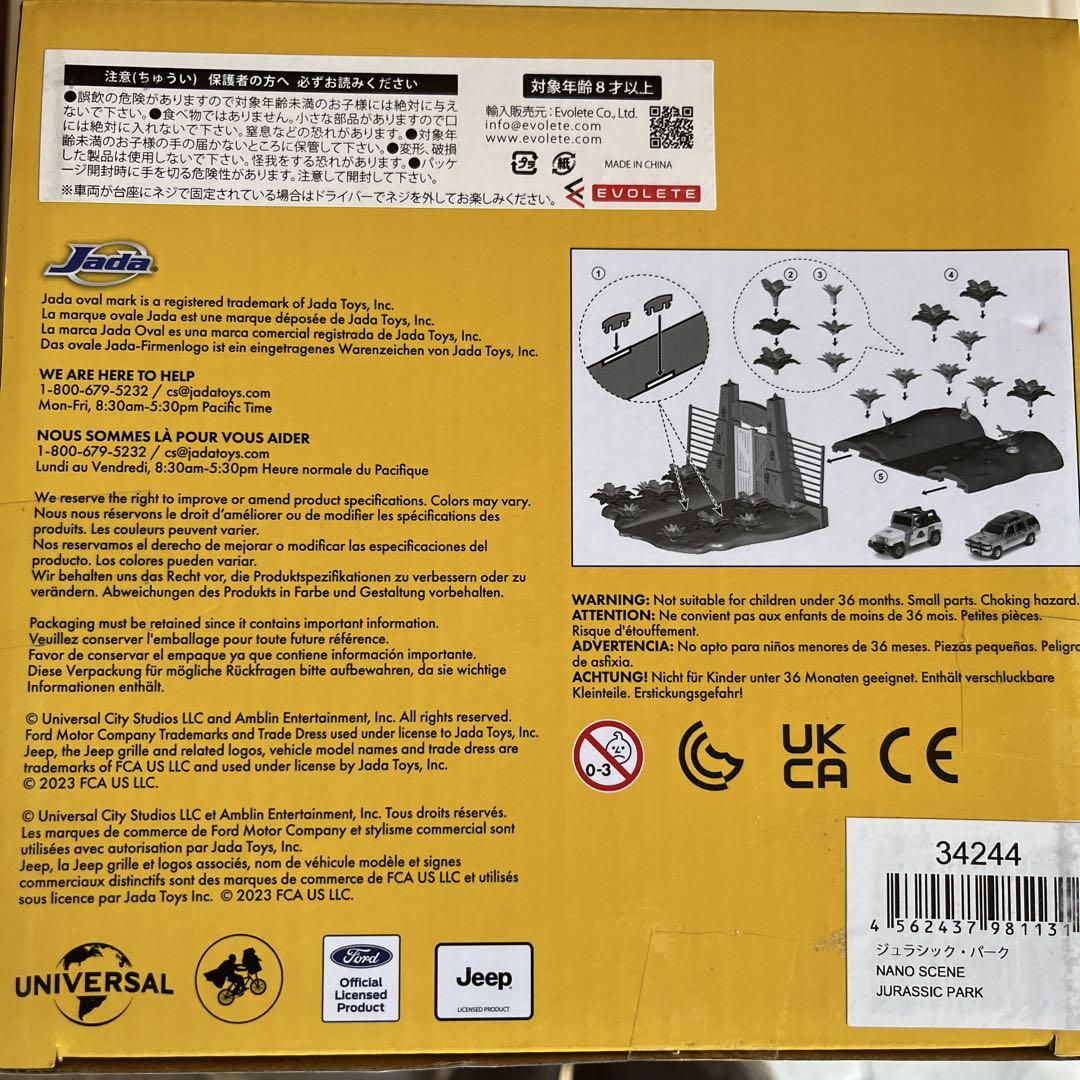 注意(ちゅうい) 保護者の方へ 必ずお読みください
●誤飲の危険がありますので対象年齢未満のお子様には絶対に与え
ないで下さい。●食べ物ではありません。小さな部品がありますので口
には絶対に入れないで下さい。窒息などの恐れがあります。●対象年
齢未満のお子様の手の届かないところに保管して下さい。●変形、破損
した製品は使用しないで下さい。怪我をする恐れがあります。●パッケ
ージ開封時に手を切る危険性があります。注意して開封して下さい。
※車両が台座にネジで固定されている場合はドライバーでネジを外してお楽しみください。
対象年齢8才以上
輸入販売元:Evolete Co., Ltd.
info@evolete.com
www.evolete.com
プラ
紙
MADE IN CHINA
EVOLETE
Jada
Jada oval mark is a registered trademark of Jada Toys, Inc.
La marque ovale Jada est une marque déposée de Jada Toys, Inc.
La marca Jada Oval es una marca comercial registrada de Jada Toys, Inc.
Das ovale Jada-Firmenlogo ist ein eingetragenes Warenzeichen von Jada Toys, Inc.
WE ARE HERE TO HELP
1-800-679-5232 / cs@jadatoys.com
Mon-Fri, 8:30am-5:30pm Pacific Time
NOUS SOMMES LÀ POUR VOUS AIDER
1-800-679-5232 / cs@jadatoys.com
Lundi au Vendredi, 8:30am-5:30pm Heure normale du Pacifique
We reserve the right to improve or amend product specifications. Colors may vary.
Nous nous réservons le droit d'améliorer ou de modifier les spécifications des
produits. Les couleurs peuvent varier.
Nos reservamos el derecho de mejorar o modificar las especificaciones del
producto. Los colores pueden variar.
Wir behalten uns das Recht vor, die Produktspezifikationen zu verbessern oder zu
verändern. Abweichungen des Produkts in Farbe und Gestaltung vorbehalten.
Packaging must be retained since it contains important information.
Veuillez conserver l'emballage pour toute future référence.
Favor de conservar el empaque ya que contiene información importante.
Diese Verpackung für mögliche Rückfragen bitte aufbewahren, da sie wichtige
Informationen enthält.
© Universal City Studios LLC and Amblin Entertainment, Inc. All rights reserved.
Ford Motor Company Trademarks and Trade Dress used under license to Jada Toys, Inc.
Jeep, the Jeep grille and related logos, vehicle model names and trade dress are
trademarks of FCA US LLC and used under license by Jada Toys, Inc.
© 2023 FCA US LLC.
© Universal City Studios LLC et Amblin Entertainment, Inc. Tous droits réservés.
Les marques de commerce de Ford Motor Company et stylisme commercial sont
utilisées avec autorisation par Jada Toys, Inc.
Jeep, la Jeep grille et logos associés, nom de véhicule modèle et signes
commerciaux distinctifs sont des marques de commerce de FCA US LLC et utilisés
sous licence par Jada Toys Inc. © 2023 FCA US LLC.
UNIVERSAL
Ford
Official
Licensed
Product
Jeep
LICENSED PRODUCT
1
2
3
4
5
WARNING: Not suitable for children under 36 months. Small parts. Choking hazard.
ATTENTION: Ne convient pas aux enfants de moins de 36 mois. Petites pièces.
Risque d'étouffement.
ADVERTENCIA: No apto para niños menores de 36 meses. Piezas pequeñas. Peligro
de asfixia.
ACHTUNG! Nicht für Kinder unter 36 Monaten geeignet. Enthält verschluckbare
Kleinteile. Erstickungsgefahr!
0-3
UK
CA
CE
34244
4 562437 981131
ジュラシック・パーク
NANO SCENE
JURASSIC PARK